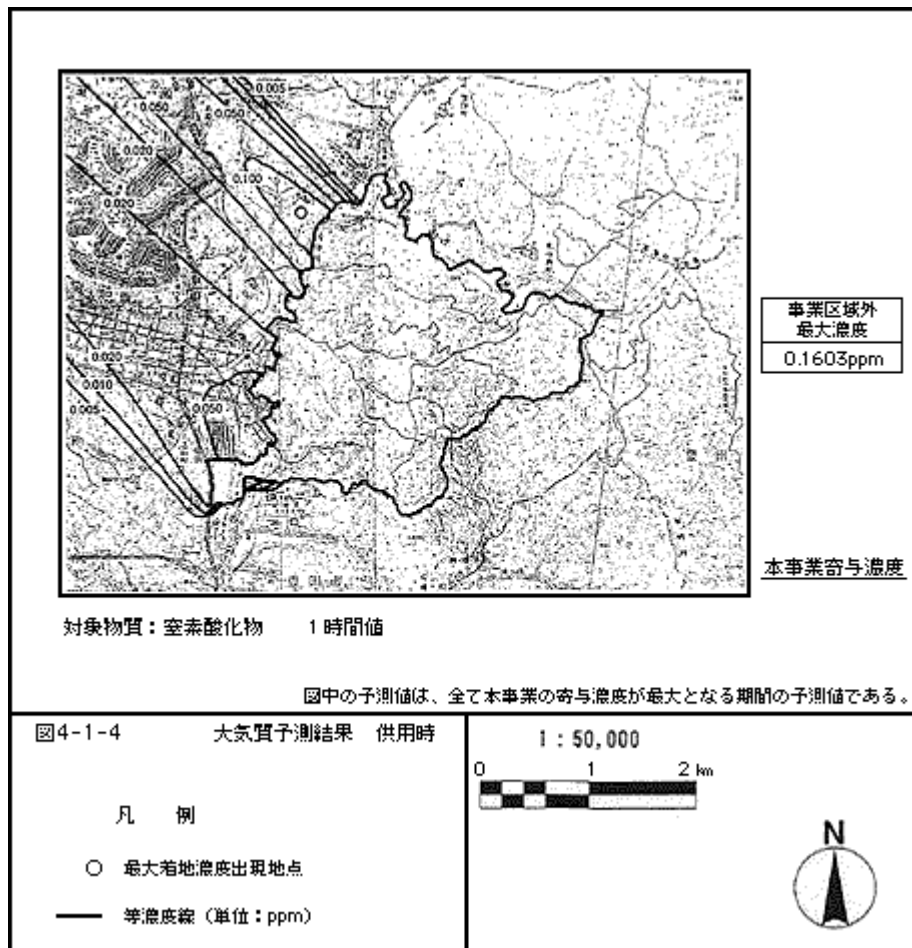 0.005
0.050
0.050
0.020
0.100
0.020
0.020
0.010
0.005
0.050
事業区域外
最大濃度
0.1603ppm
本事業寄与濃度
対象物質：窒素酸化物 1時間値
図中の予測値は、全て本事業の寄与濃度が最大となる期間の予測値である。
図4-1-4 大気質予測結果 供用時
凡 例
○ 最大着地濃度出現地点
等濃度線（単位：ppm）
1 : 50,000
0 1 2 km
N